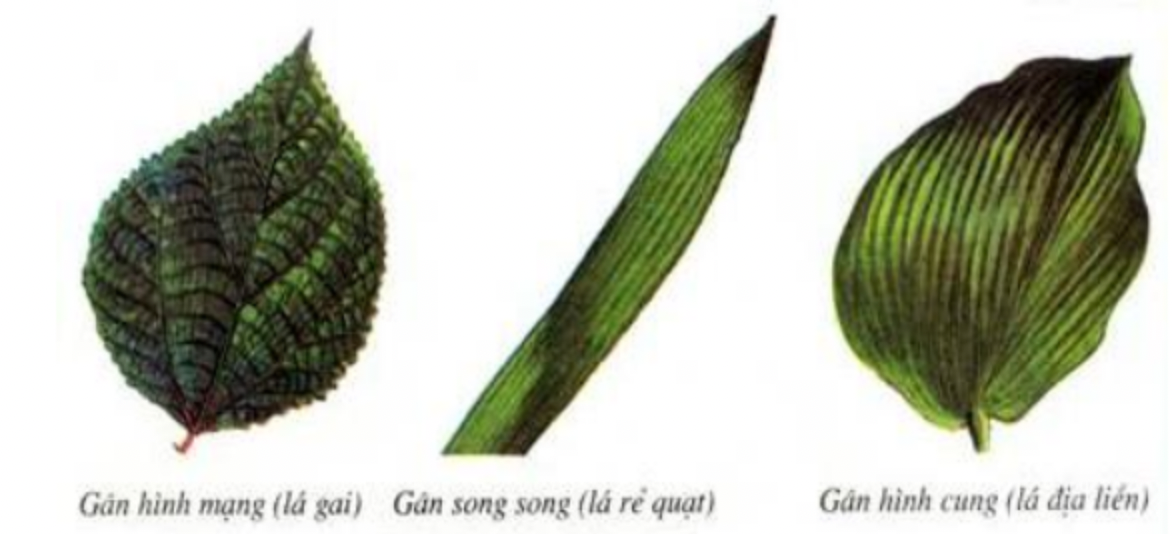 Gân hình mạng (lá gai)
Gân song song (lá rẻ quạt)
Gân hình cung (lá địa liền)